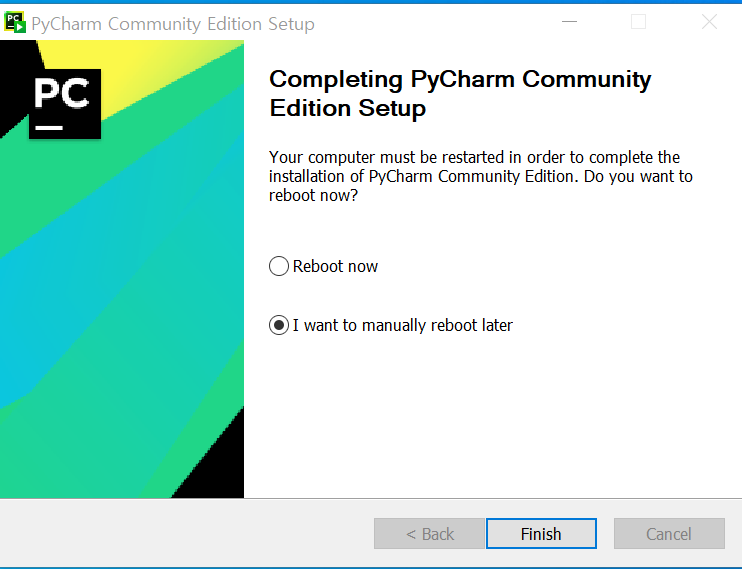 PyCharm Community Edition Setup
PC
Completing PyCharm Community
Edition Setup
Your computer must be restarted in order to complete the
installation of PyCharm Community Edition. Do you want to
reboot now?
Reboot now
I want to manually reboot later
< Back
Finish
Cancel